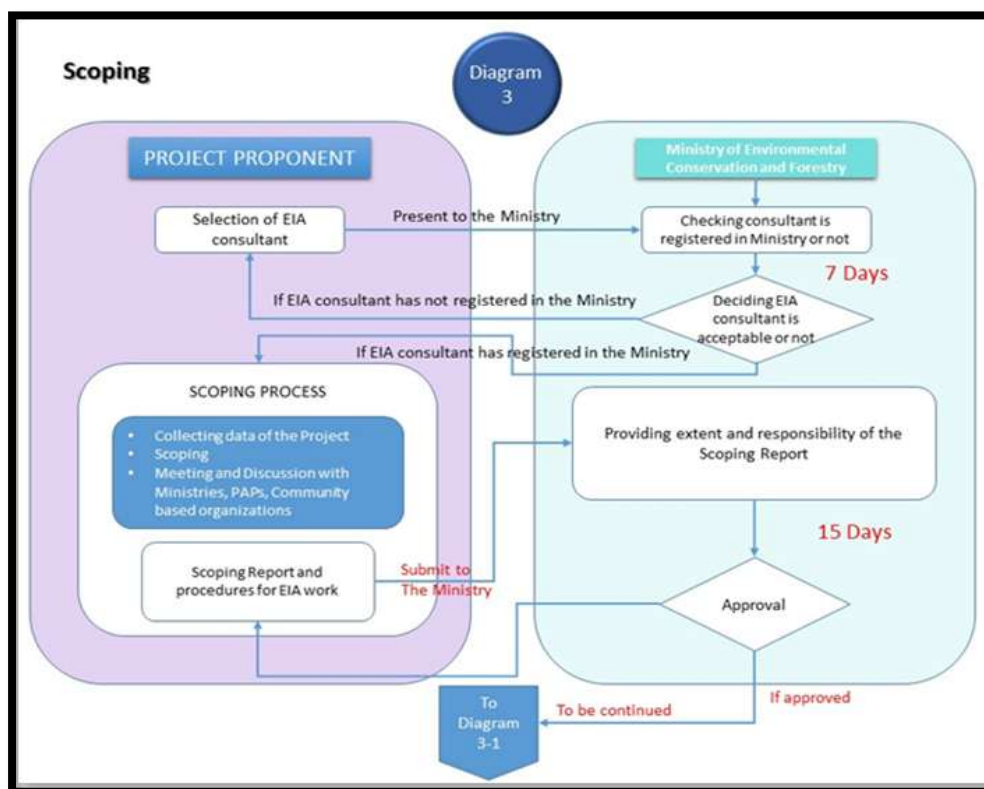 Scoping
Diagram
3
PROJECT PROPONENT
Ministry of Environmental
Conservation and Forestry
Selection of EIA
consultant
Present to the Ministry
Checking consultant is
registered in Ministry or not
7 Days
If EIA consultant has not registered in the Ministry
Deciding EIA
consultant is
acceptable or not
If EIA consultant has registered in the Ministry
SCOPING PROCESS
• Collecting data of the Project
• Scoping
• Meeting and Discussion with
Ministries, PAPs, Community
based organizations
Providing extent and responsibility of the
Scoping Report
15 Days
Scoping Report and
procedures for EIA work
Submit to
The Ministry
Approval
If approved
To be continued
To
Diagram
3-1